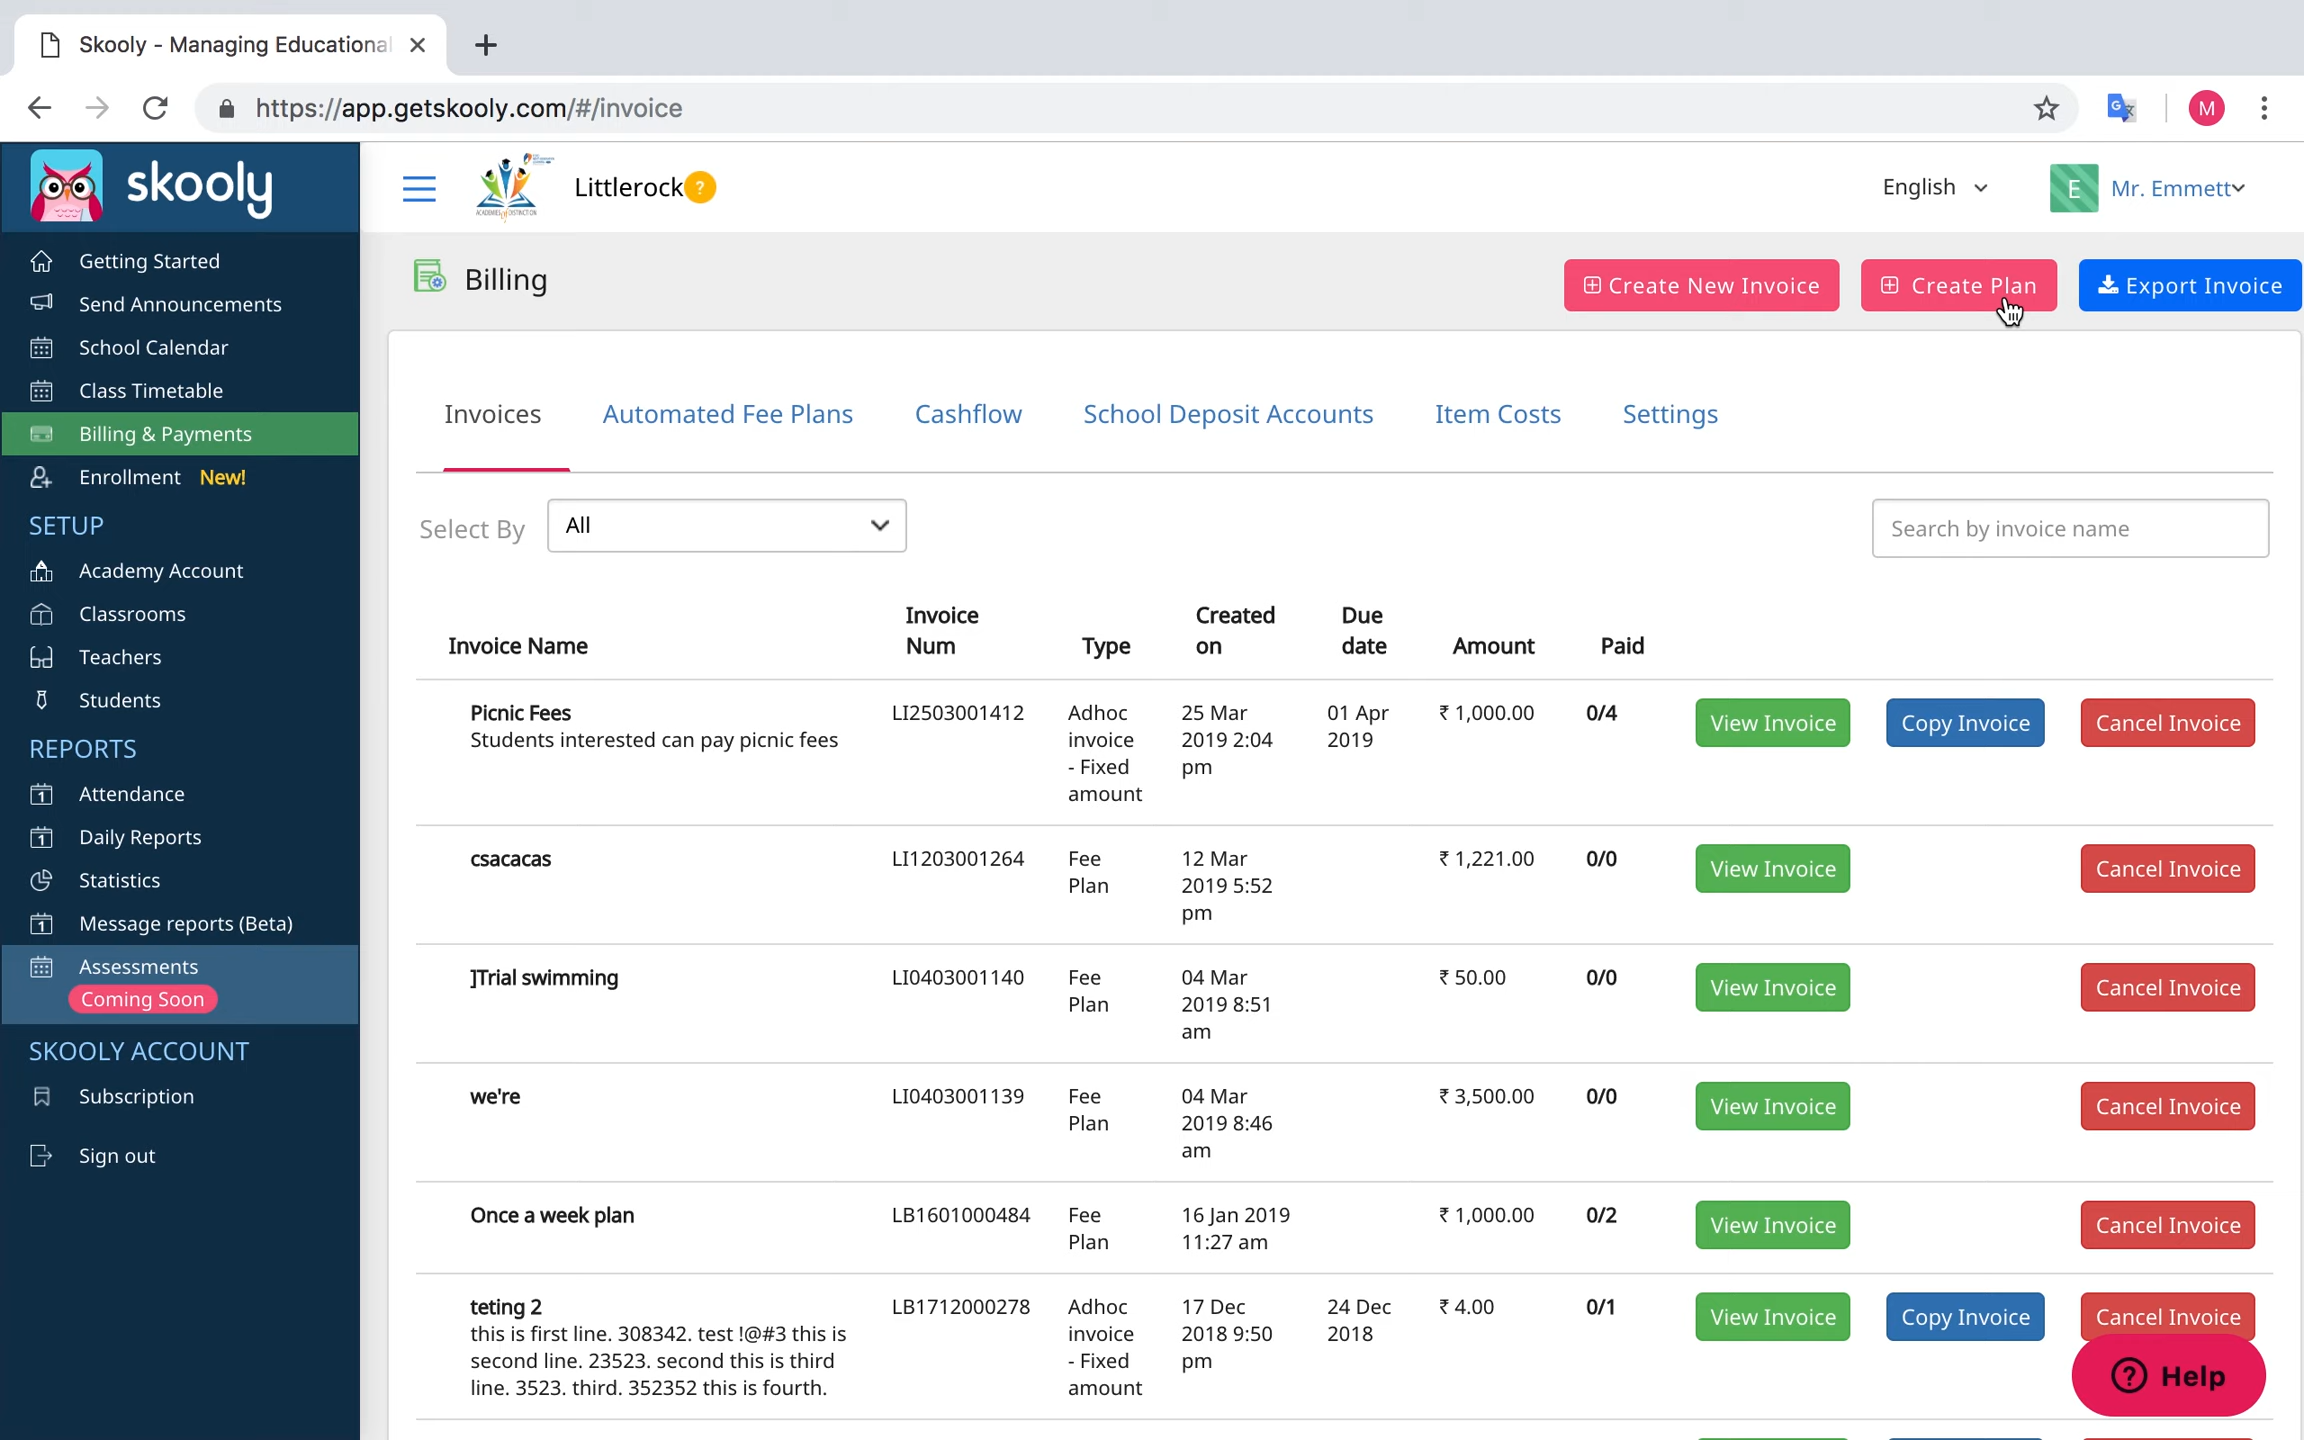 Skooly - Managing Educational
https://app.getskooly.com/#/invoice
M
skooly
Littlerock ?
English
E Mr. Emmett
Getting Started
Send Announcements
School Calendar
Class Timetable
Billing & Payments
Enrollment New!
SETUP
Academy Account
Classrooms
Teachers
Students
REPORTS
Attendance
Daily Reports
Statistics
Message reports (Beta)
Assessments
Coming Soon
SKOOLY ACCOUNT
Subscription
Sign out
Billing
Create New Invoice
Create Plan
Export Invoice
Invoices Automated Fee Plans Cashflow School Deposit Accounts Item Costs Settings
Select By All
Search by invoice name
Invoice Name
Invoice
Num
Type
Created
on
Due
date
Amount
Paid
Picnic Fees
Students interested can pay picnic fees
LI2503001412
Adhoc
invoice
- Fixed
amount
25 Mar
2019 2:04
pm
01 Apr
2019
₹ 1,000.00
0/4
View Invoice
Copy Invoice
Cancel Invoice
csacacas
LI1203001264
Fee
Plan
12 Mar
2019 5:52
pm
₹ 1,221.00
0/0
View Invoice
Cancel Invoice
]Trial swimming
LI0403001140
Fee
Plan
04 Mar
2019 8:51
am
₹ 50.00
0/0
View Invoice
Cancel Invoice
we're
LI0403001139
Fee
Plan
04 Mar
2019 8:46
am
₹ 3,500.00
0/0
View Invoice
Cancel Invoice
Once a week plan
LB1601000484
Fee
Plan
16 Jan 2019
11:27 am
₹ 1,000.00
0/2
View Invoice
Cancel Invoice
teting 2
this is first line. 308342. test !@#3 this is
second line. 23523. second this is third
line. 3523. third. 352352 this is fourth.
LB1712000278
Adhoc
invoice
- Fixed
amount
17 Dec
2018 9:50
pm
24 Dec
2018
₹ 4.00
0/1
View Invoice
Copy Invoice
Cancel Invoice
? Help